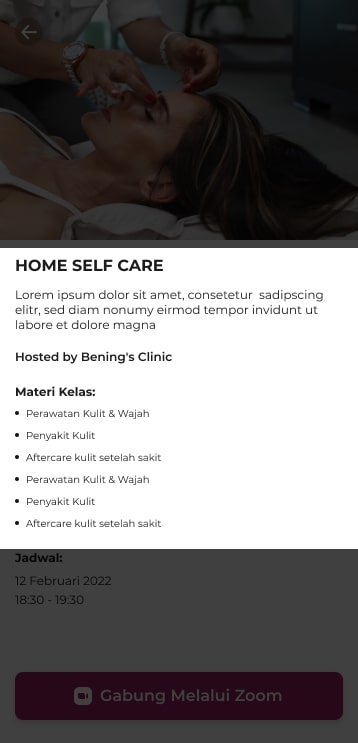 HOME SELF CARE
Lorem ipsum dolor sit amet, consetetur sadipscing
elitr, sed diam nonumy eirmod tempor invidunt ut
labore et dolore magna
Hosted by Bening's Clinic
Materi Kelas:
Perawatan Kulit & Wajah
Penyakit Kulit
Aftercare kulit setelah sakit
Perawatan Kulit & Wajah
Penyakit Kulit
Aftercare kulit setelah sakit
Jadwal:
12 Februari 2022
18:30 - 19:30
Gabung Melalui Zoom